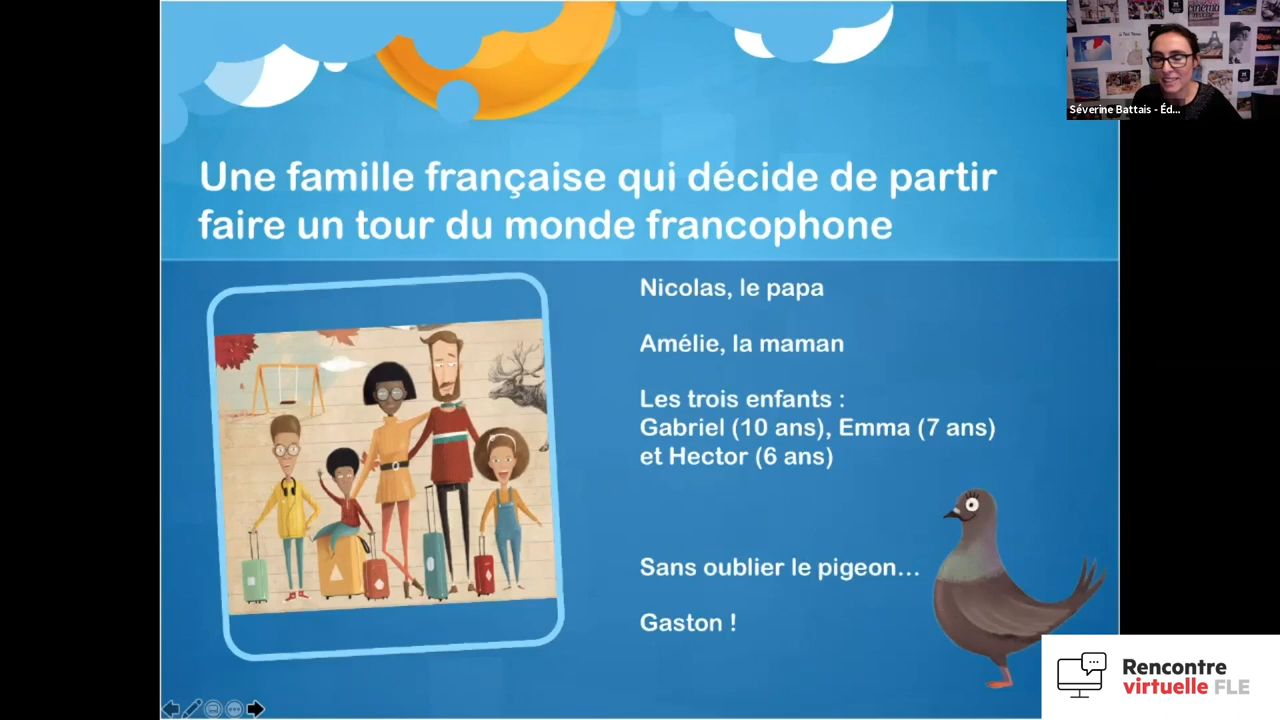 Une famille française qui décide de partir
faire un tour du monde francophone
Nicolas, le papa
Amélie, la maman
Les trois enfants :
Gabriel (10 ans), Emma (7 ans)
et Hector (6 ans)
Sans oublier le pigeon…
Gaston !
Séverine Battais - Éd...
Rencontre
virtuelle FLE